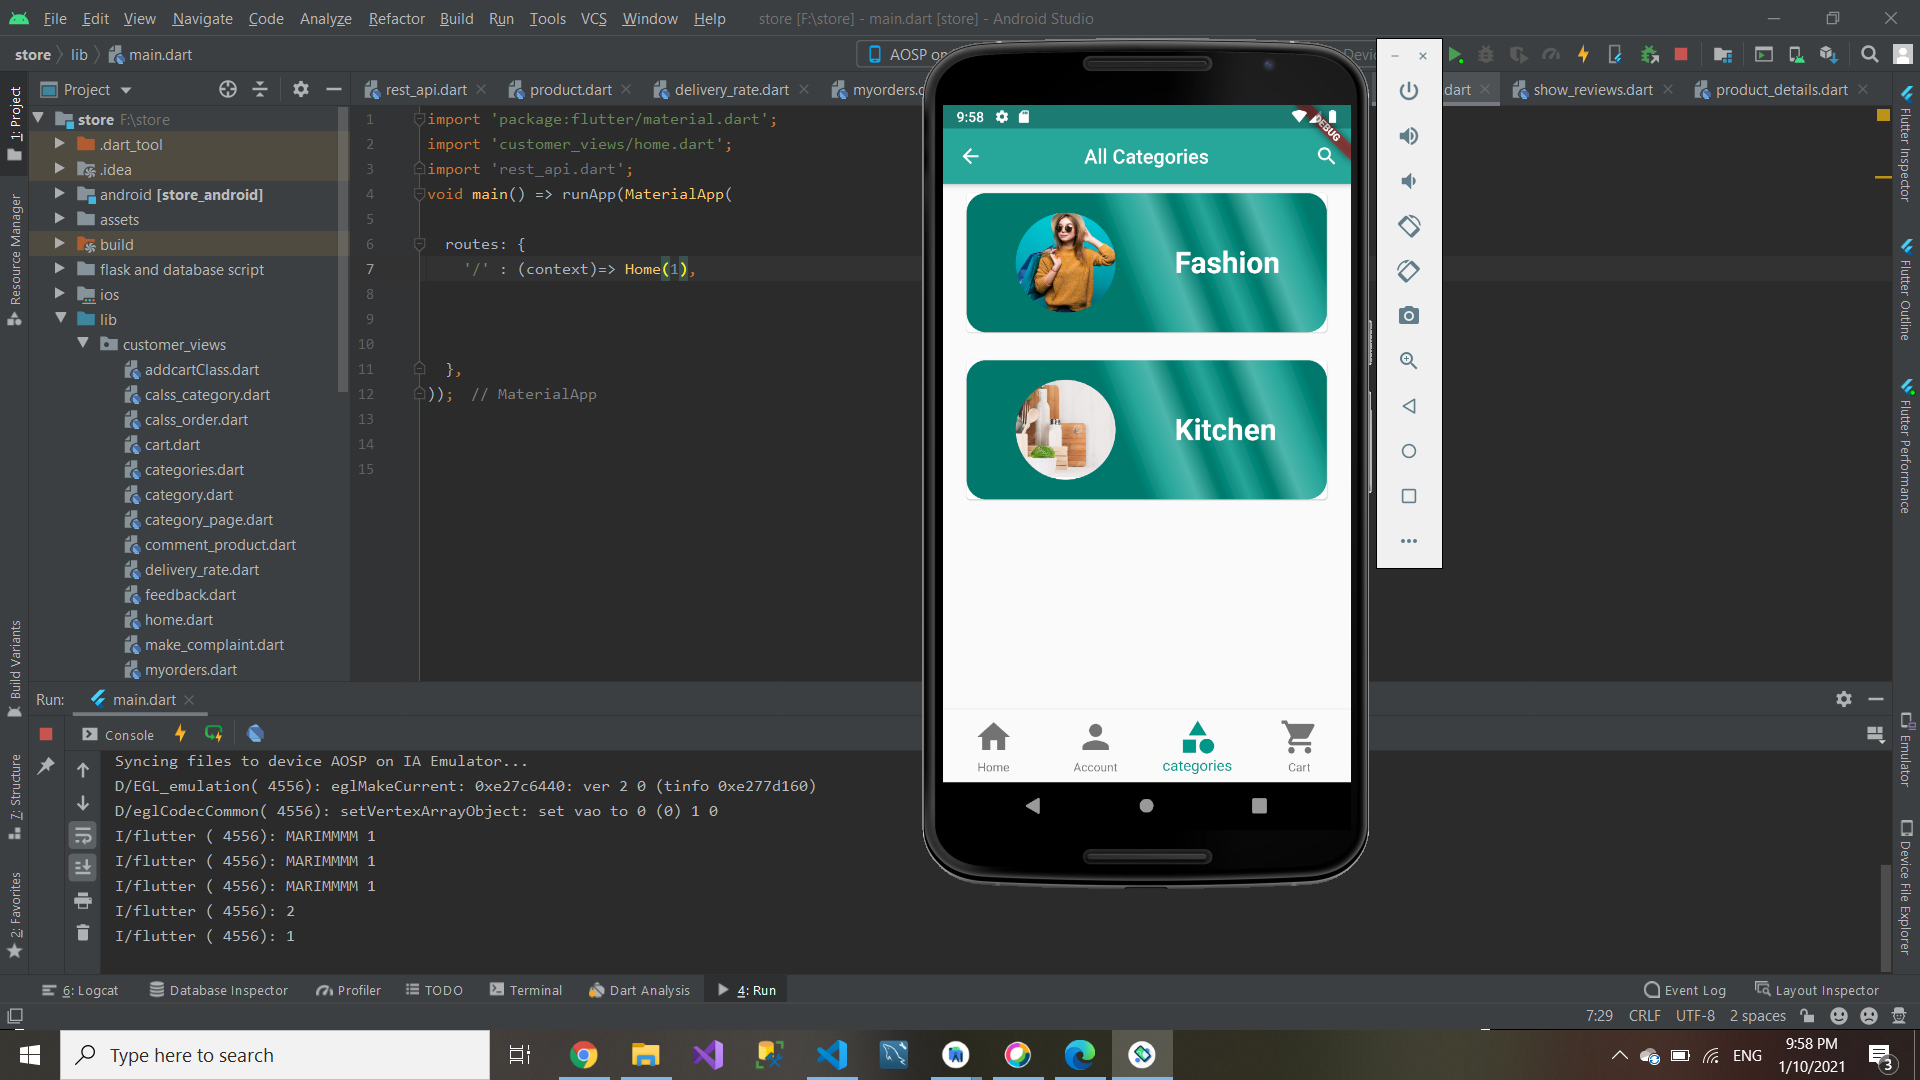 File Edit View Navigate Code Analyze Refactor Build Run Tools VCS Window Help store [F:\store] - main.dart [store] - Android Studio
store lib main.dart
AOSP on
Project
rest_api.dart product.dart delivery_rate.dart myorders.d dart show_reviews.dart product_details.dart
store F:\store
.dart_tool
.idea
android [store_android]
assets
build
flask and database script
ios
lib
customer_views
addcartClass.dart
calss_category.dart
calss_order.dart
cart.dart
categories.dart
category.dart
category_page.dart
comment_product.dart
delivery_rate.dart
feedback.dart
home.dart
make_complaint.dart
myorders.dart
1 import 'package:flutter/material.dart';
2 import 'customer_views/home.dart';
3 import 'rest_api.dart';
4 void main() => runApp(MaterialApp(
5
6 routes: {
7 '/' : (context)=> Home(1),
8
9
10
11 },
12 )); // MaterialApp
13
14
15
9:58
DEBUG
All Categories
Fashion
Kitchen
Home Account categories Cart
1: Project
Resource Manager
Build Variants
7: Structure
2: Favorites
Flutter Inspector
Flutter Outline
Flutter Performance
Emulator
Device File Explorer
Run: main.dart
Console
Syncing files to device AOSP on IA Emulator...
D/EGL_emulation( 4556): eglMakeCurrent: 0xe27c6440: ver 2 0 (tinfo 0xe277d160)
D/eglCodecCommon( 4556): setVertexArrayObject: set vao to 0 (0) 1 0
I/flutter ( 4556): MARIMMMM 1
I/flutter ( 4556): MARIMMMM 1
I/flutter ( 4556): MARIMMMM 1
I/flutter ( 4556): 2
I/flutter ( 4556): 1
6: Logcat Database Inspector Profiler TODO Terminal Dart Analysis 4: Run Event Log Layout Inspector
7:29 CRLF UTF-8 2 spaces
Type here to search
ENG
9:58 PM
1/10/2021
3